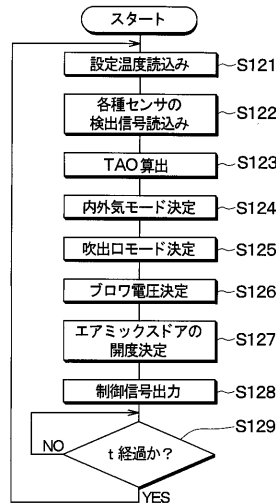 スタート
設定温度読込み
S121
各種センサの
検出信号読込み
S122
TAO算出
S123
内外気モード決定
S124
吹出口モード決定
S125
ブロワ電圧決定
S126
エアミックスドアの
開度決定
S127
制御信号出力
S128
S129
NO
t 経過か？
YES